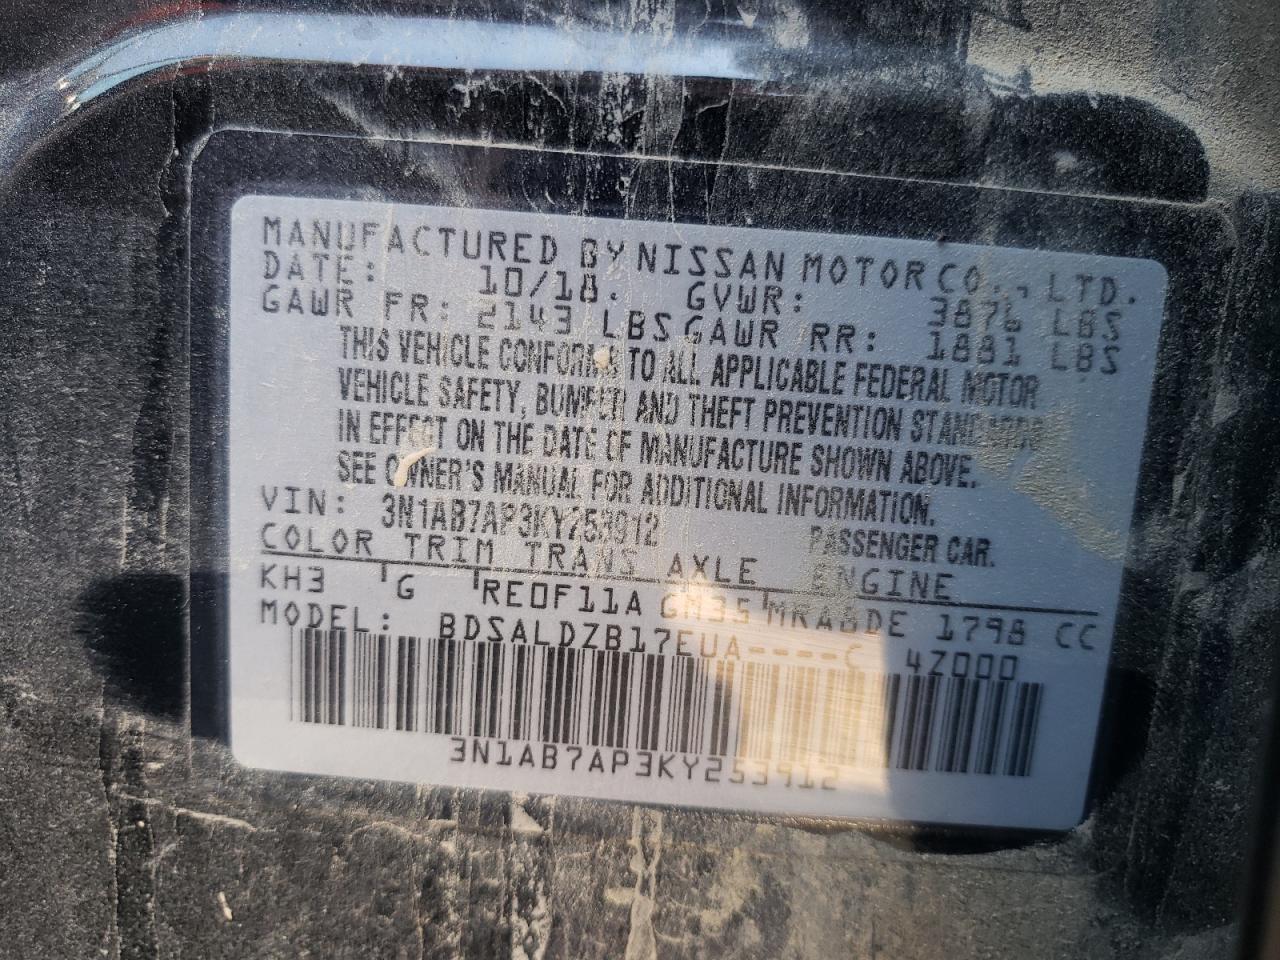 MANUFACTURED BY NISSAN MOTOR CO., LTD.
DATE: 10/18. GVWR: 3876 LBS
GAWR FR: 2143 LBS GAWR RR: 1881 LBS
THIS VEHICLE CONFORMS TO ALL APPLICABLE FEDERAL MOTOR
VEHICLE SAFETY, BUMPER AND THEFT PREVENTION STANDARDS
IN EFFECT ON THE DATE OF MANUFACTURE SHOWN ABOVE.
SEE OWNER'S MANUAL FOR ADDITIONAL INFORMATION.
VIN: 3N1AB7AP3KY253912 PASSENGER CAR.
COLOR TRIM TRANS AXLE ENGINE
KH3 G RE0F11A GM35 MRA8DE 1798 CC
MODEL: BDSALDZB17EUA----C 4Z000
3N1AB7AP3KY253912